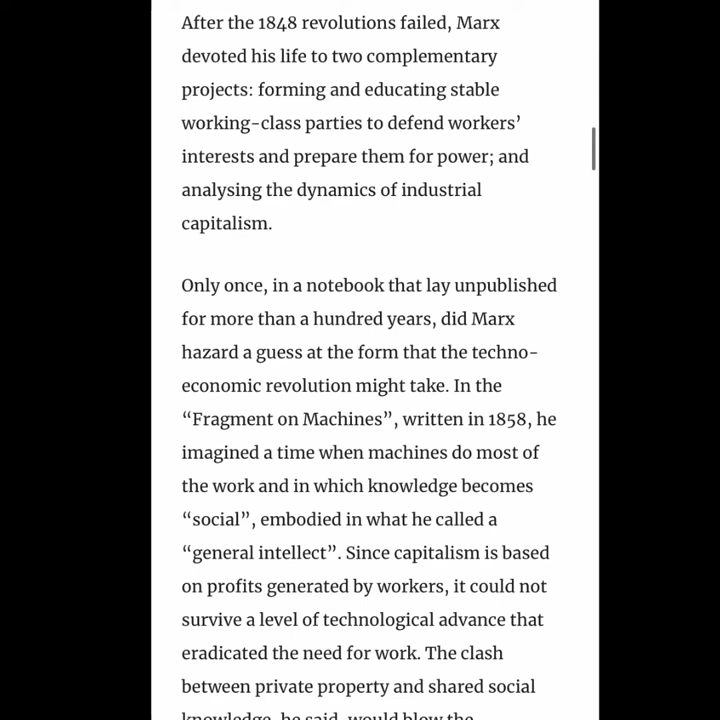 After the 1848 revolutions failed, Marx
devoted his life to two complementary
projects: forming and educating stable
working-class parties to defend workers’
interests and prepare them for power; and
analysing the dynamics of industrial
capitalism.
Only once, in a notebook that lay unpublished
for more than a hundred years, did Marx
hazard a guess at the form that the techno-
economic revolution might take. In the
“Fragment on Machines”, written in 1858, he
imagined a time when machines do most of
the work and in which knowledge becomes
“social”, embodied in what he called a
“general intellect”. Since capitalism is based
on profits generated by workers, it could not
survive a level of technological advance that
eradicated the need for work. The clash
between private property and shared social
knowledge, he said, would blow the